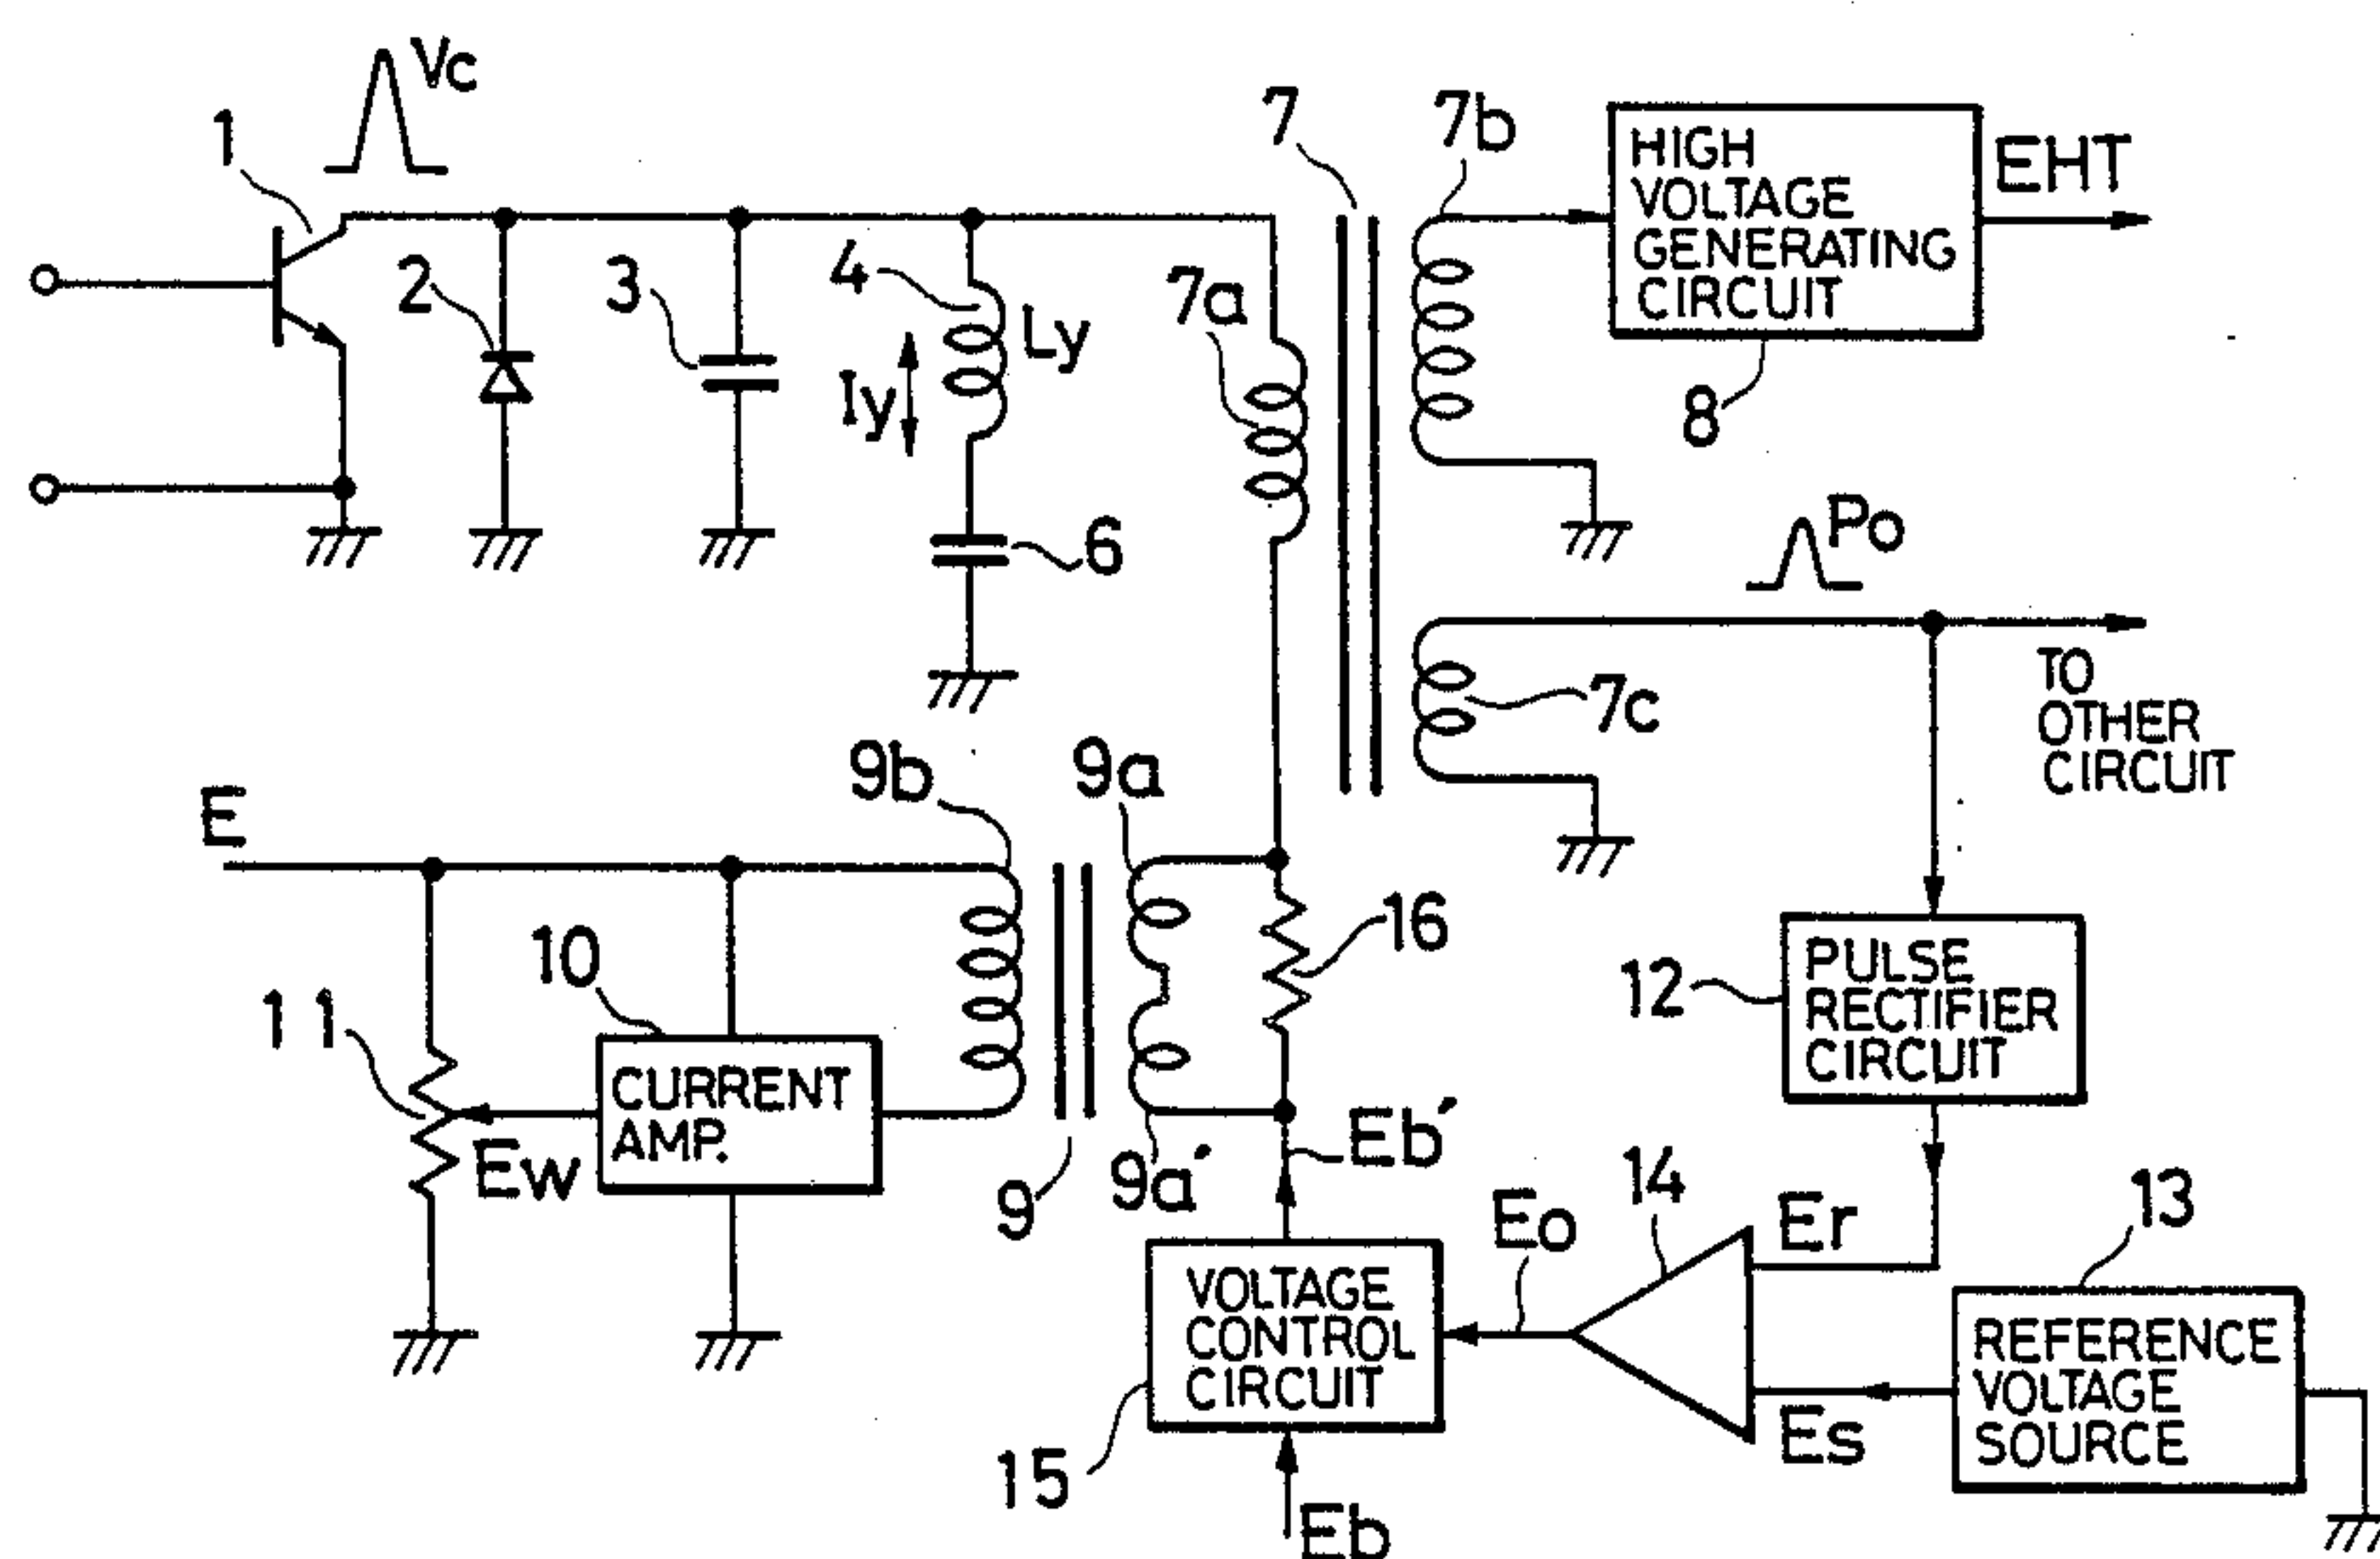 Vc
1
7
7b
HIGH
VOLTAGE
GENERATING
CIRCUIT
EHT
2
3
4
Ly
Iy
7a
8
6
Po
7c
TO
OTHER
CIRCUIT
9b
9a
E
16
10
11
12
PULSE
RECTIFIER
CIRCUIT
CURRENT
AMP.
Ew
9
9a'
Eb'
Eo
14
Er
13
VOLTAGE
CONTROL
CIRCUIT
REFERENCE
VOLTAGE
SOURCE
Es
15
Eb